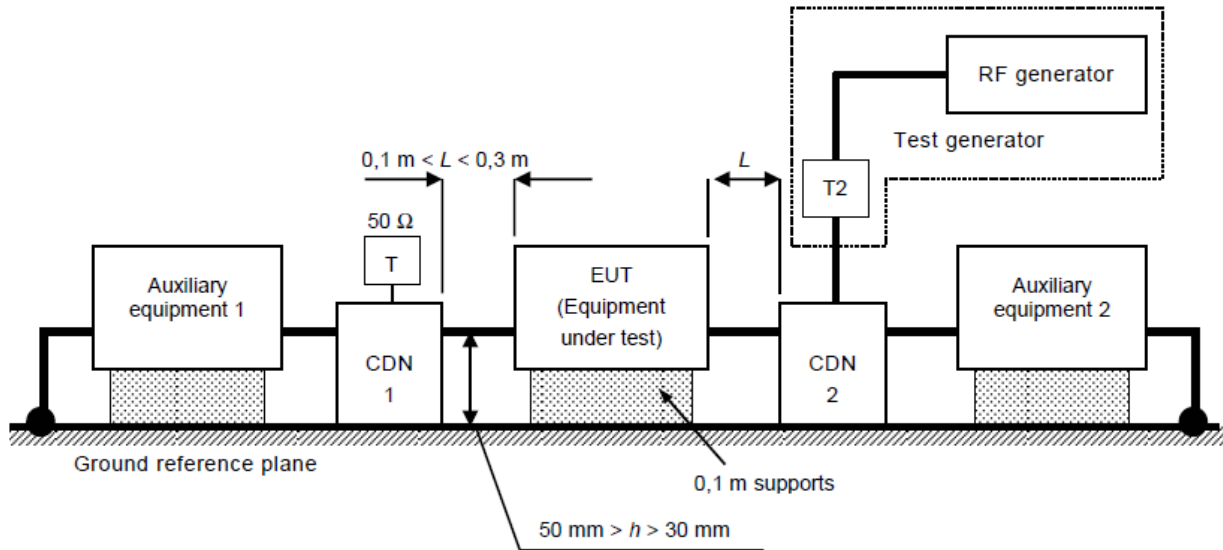 RF generator
Test generator
0,1 m < L < 0,3 m
L
T2
50 Ω
T
Auxiliary
equipment 1
EUT
(Equipment
under test)
Auxiliary
equipment 2
CDN
1
CDN
2
Ground reference plane
0,1 m supports
50 mm > h > 30 mm